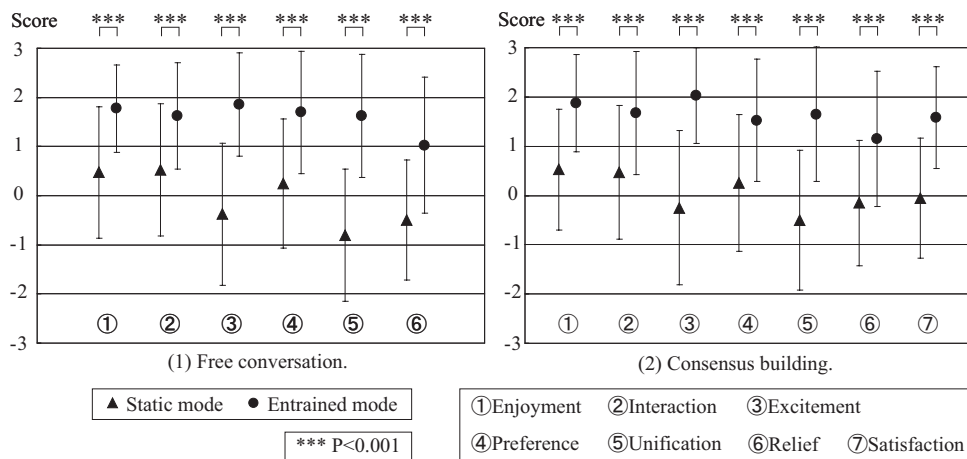 Score *** *** *** *** *** ***
3
2
1
0
-1
-2
-3
① ② ③ ④ ⑤ ⑥
(1) Free conversation.
Score *** *** *** *** *** *** ***
3
2
1
0
-1
-2
-3
① ② ③ ④ ⑤ ⑥ ⑦
(2) Consensus building.
▲ Static mode ● Entrained mode
*** P<0.001
①Enjoyment ②Interaction ③Excitement
④Preference ⑤Unification ⑥Relief ⑦Satisfaction